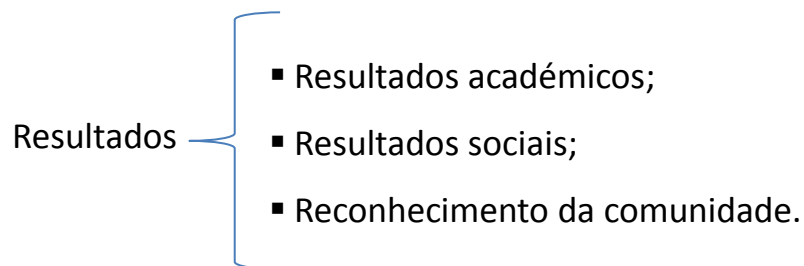 Resultados
▪ Resultados académicos;
▪ Resultados sociais;
▪ Reconhecimento da comunidade.